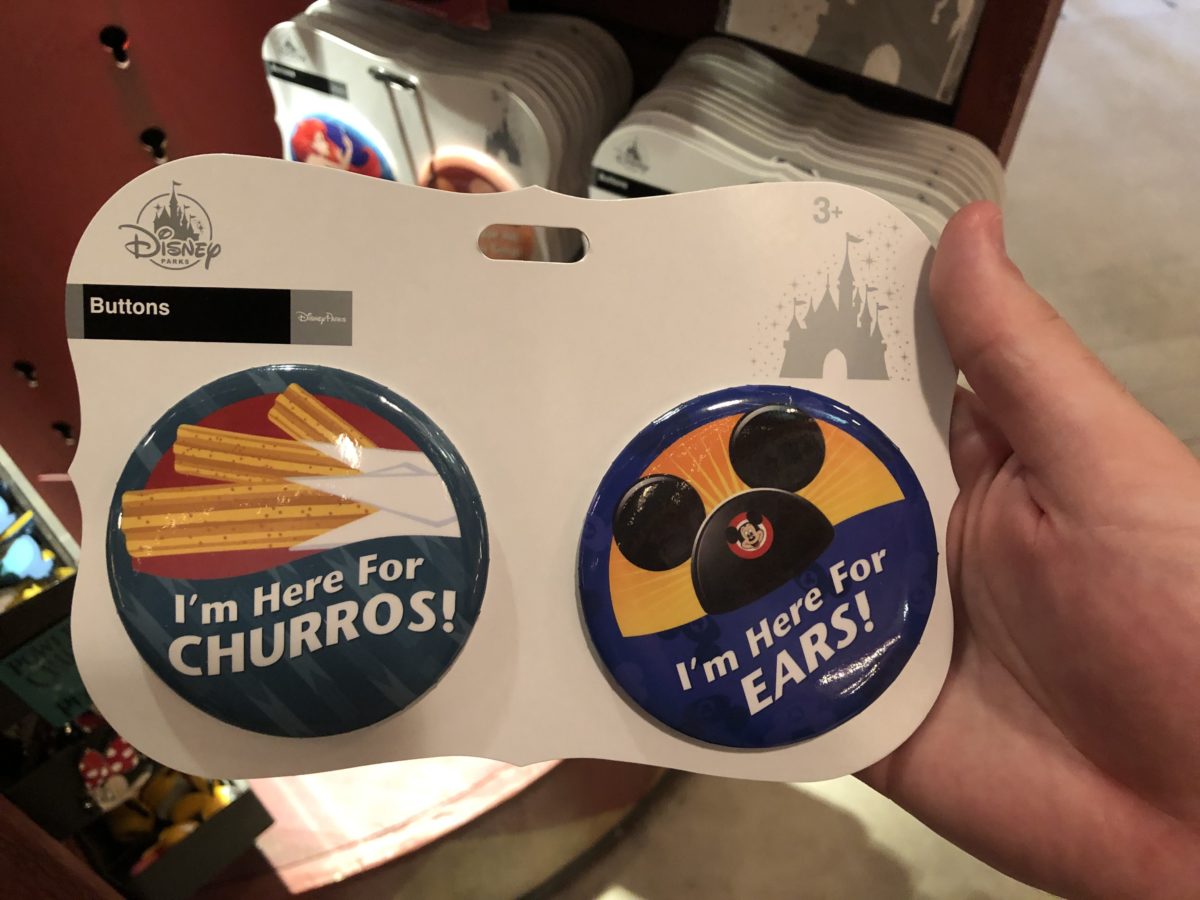 3+
Disney
PARKS
Buttons
Disney Parks
I'm Here For
CHURROS!
I'm Here For
EARS!